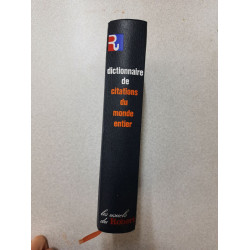 dictionnaire
de
citations
du
monde
entier